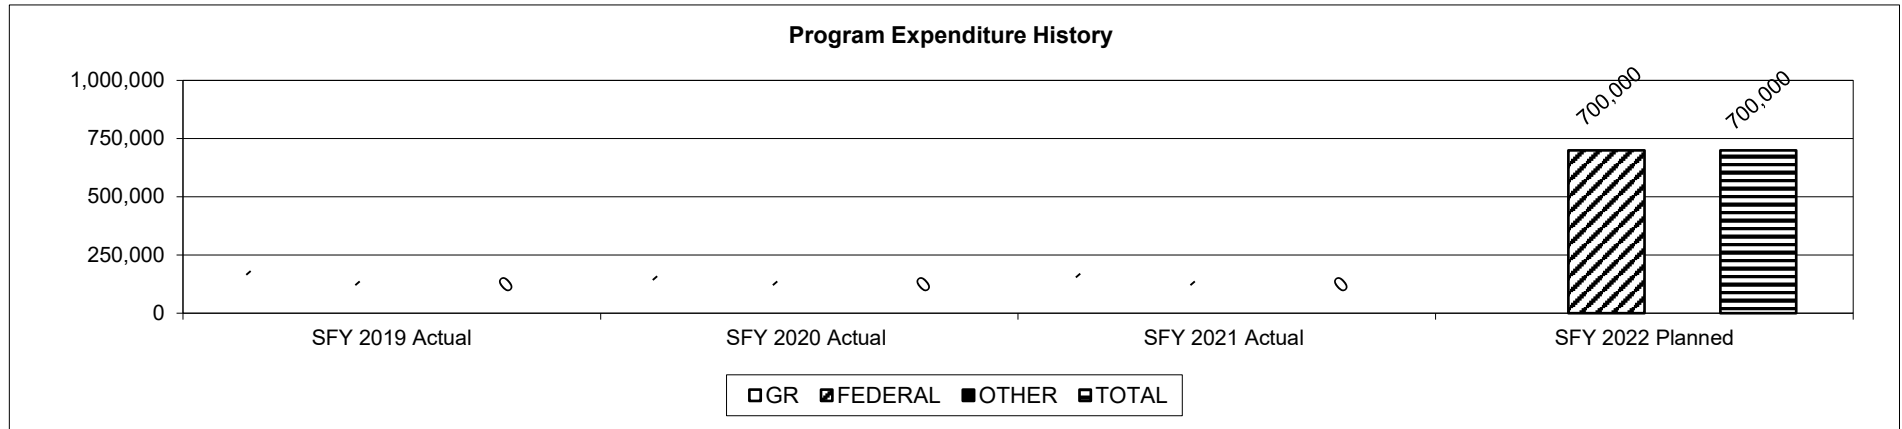 Program Expenditure History
1,000,000
750,000
500,000
250,000
0
700,000
700,000
-
-
0
-
-
0
-
-
0
SFY 2019 Actual
SFY 2020 Actual
SFY 2021 Actual
SFY 2022 Planned
GR FEDERAL OTHER TOTAL